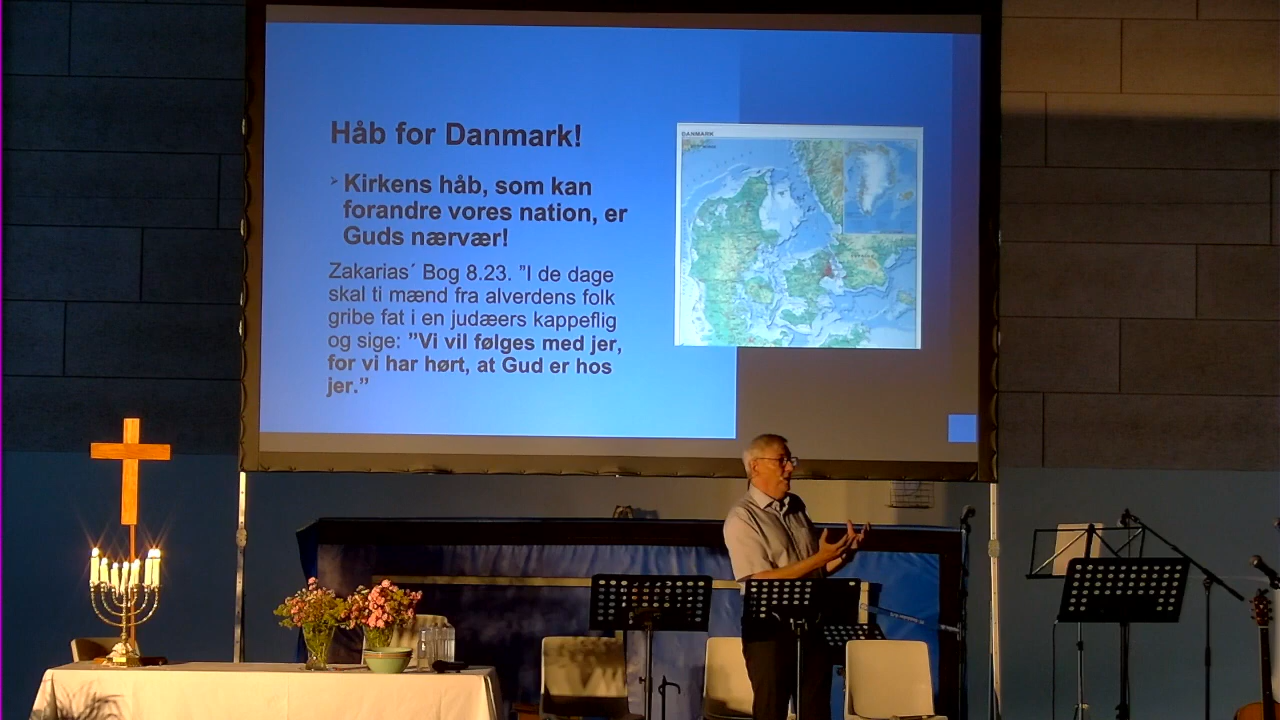 Håb for Danmark!
Kirkens håb, som kan
forandre vores nation, er
Guds nærvær!
Zakarias´ Bog 8.23. ”I de dage
skal ti mænd fra alverdens folk
gribe fat i en judæers kappeflig
og sige: ”Vi vil følges med jer,
for vi har hørt, at Gud er hos
jer.”
DANMARK